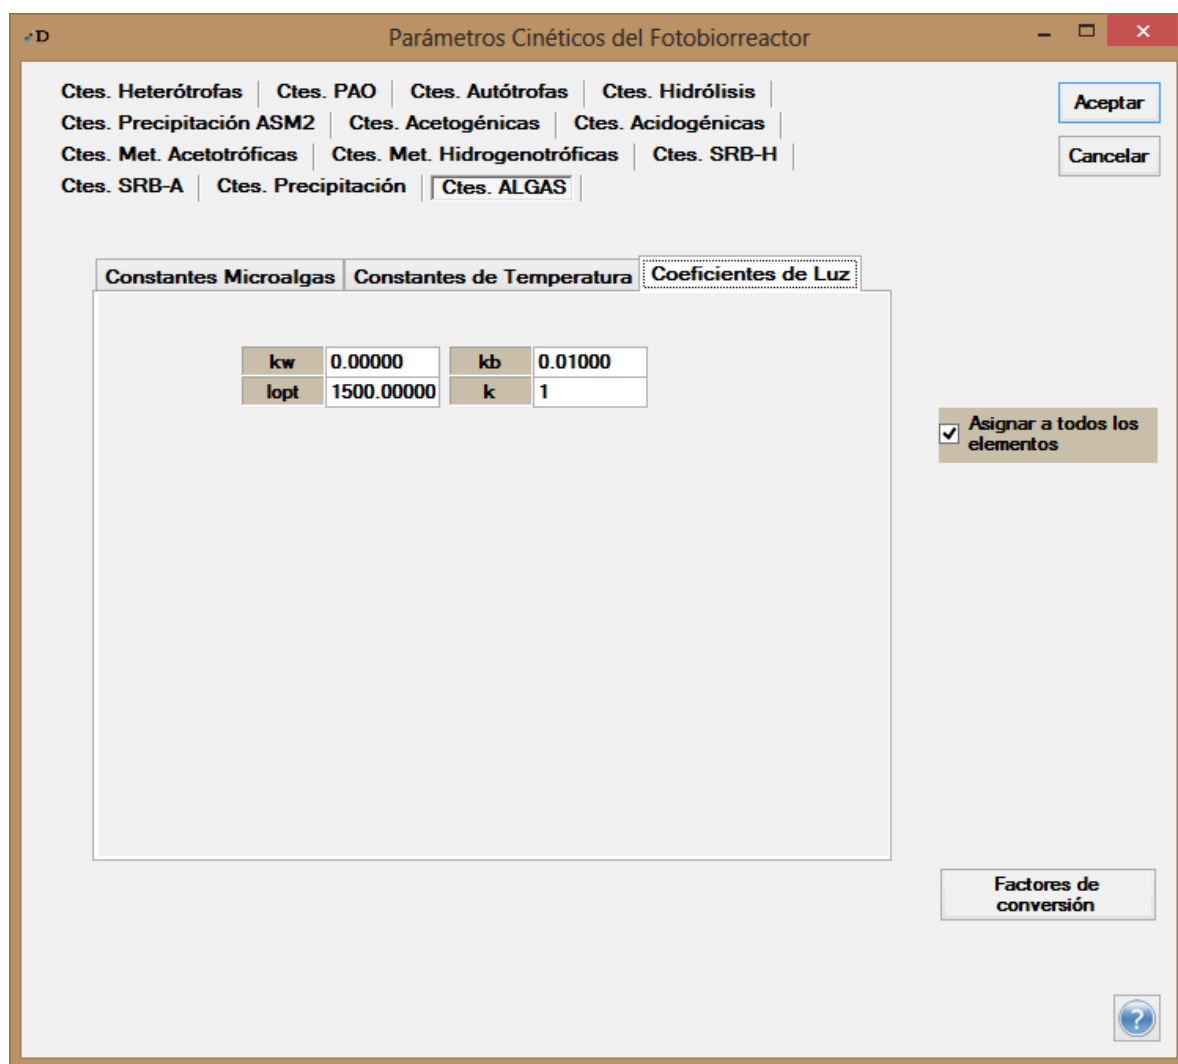 D
Parámetros Cinéticos del Fotobiorreactor
Ctes. Heterótrofas Ctes. PAO Ctes. Autótrofas Ctes. Hidrólisis
Ctes. Precipitación ASM2 Ctes. Acetogénicas Ctes. Acidogénicas
Ctes. Met. Acetotróficas Ctes. Met. Hidrogenotróficas Ctes. SRB-H
Ctes. SRB-A Ctes. Precipitación Ctes. ALGAS
Aceptar
Cancelar
Constantes Microalgas Constantes de Temperatura Coeficientes de Luz
kw 0.00000 kb 0.01000
Iopt 1500.00000 k 1
Asignar a todos los
elementos
Factores de
conversión
?